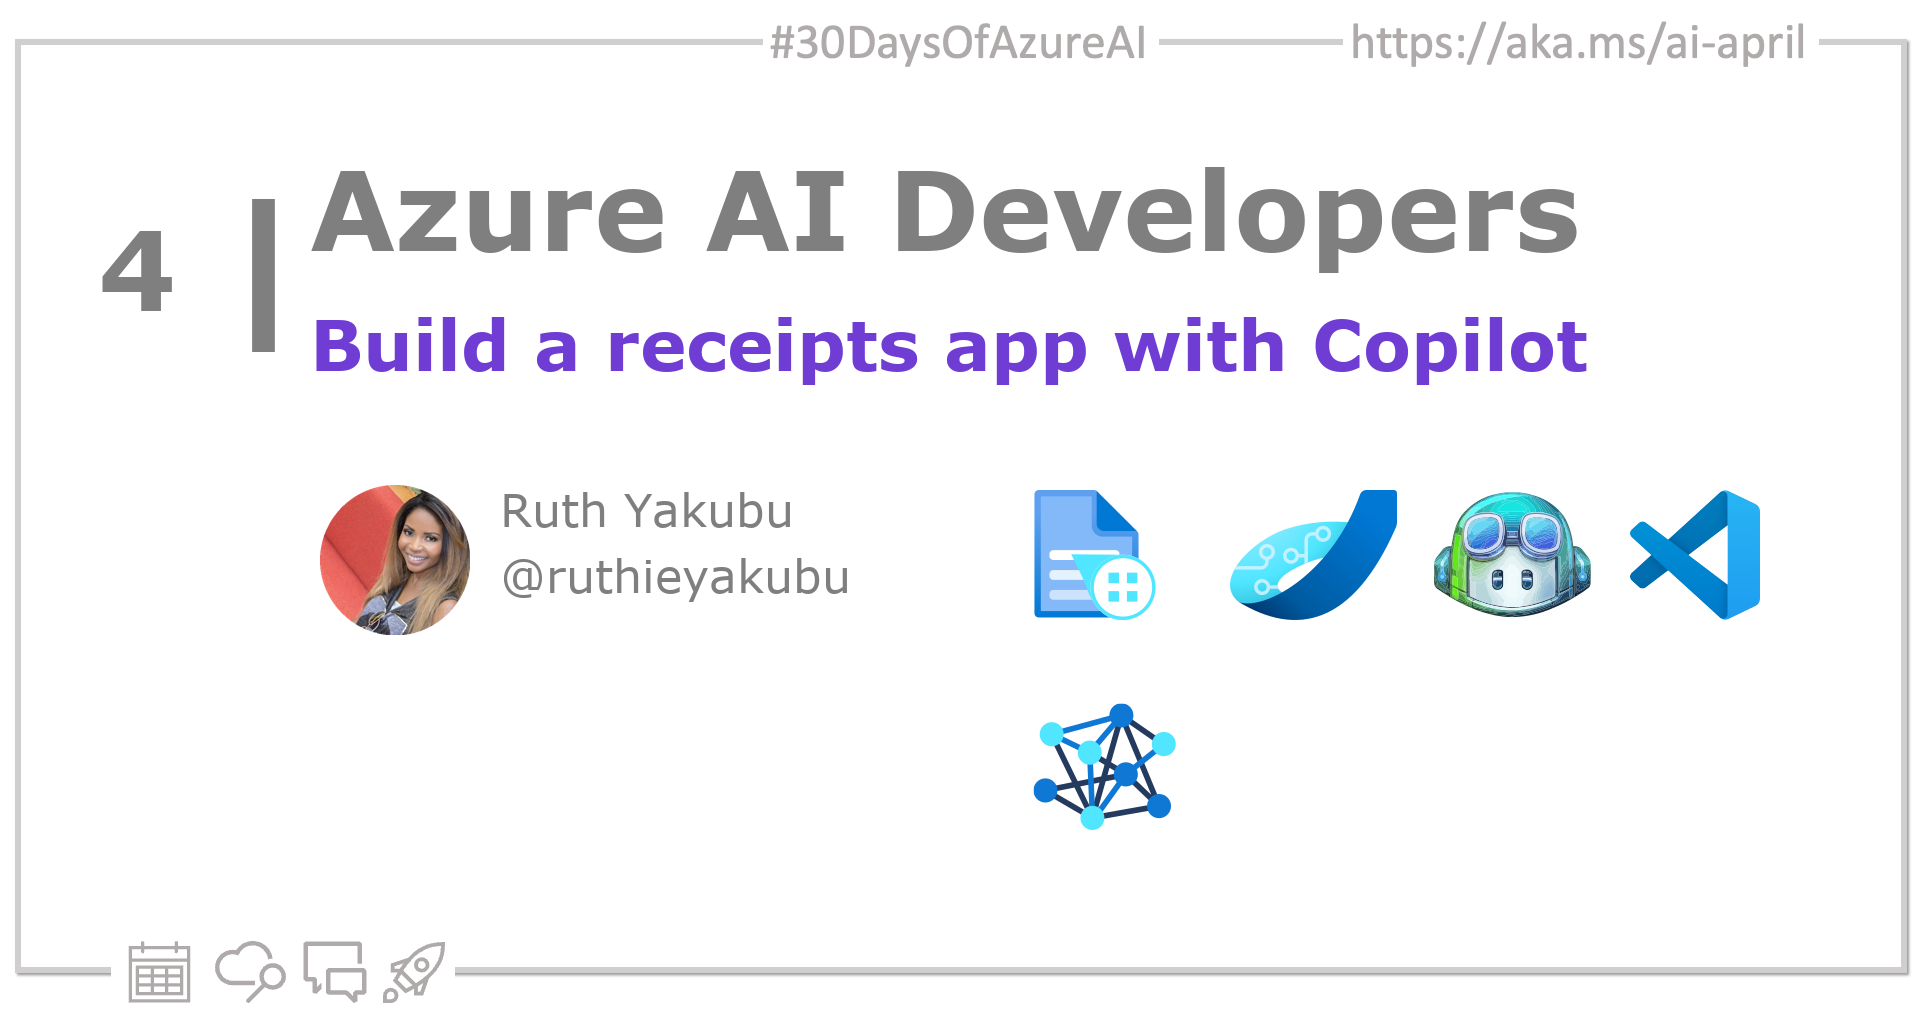 #30DaysOfAzureAI
https://aka.ms/ai-april
4
Azure AI Developers
Build a receipts app with Copilot
Ruth Yakubu
@ruthieyakubu